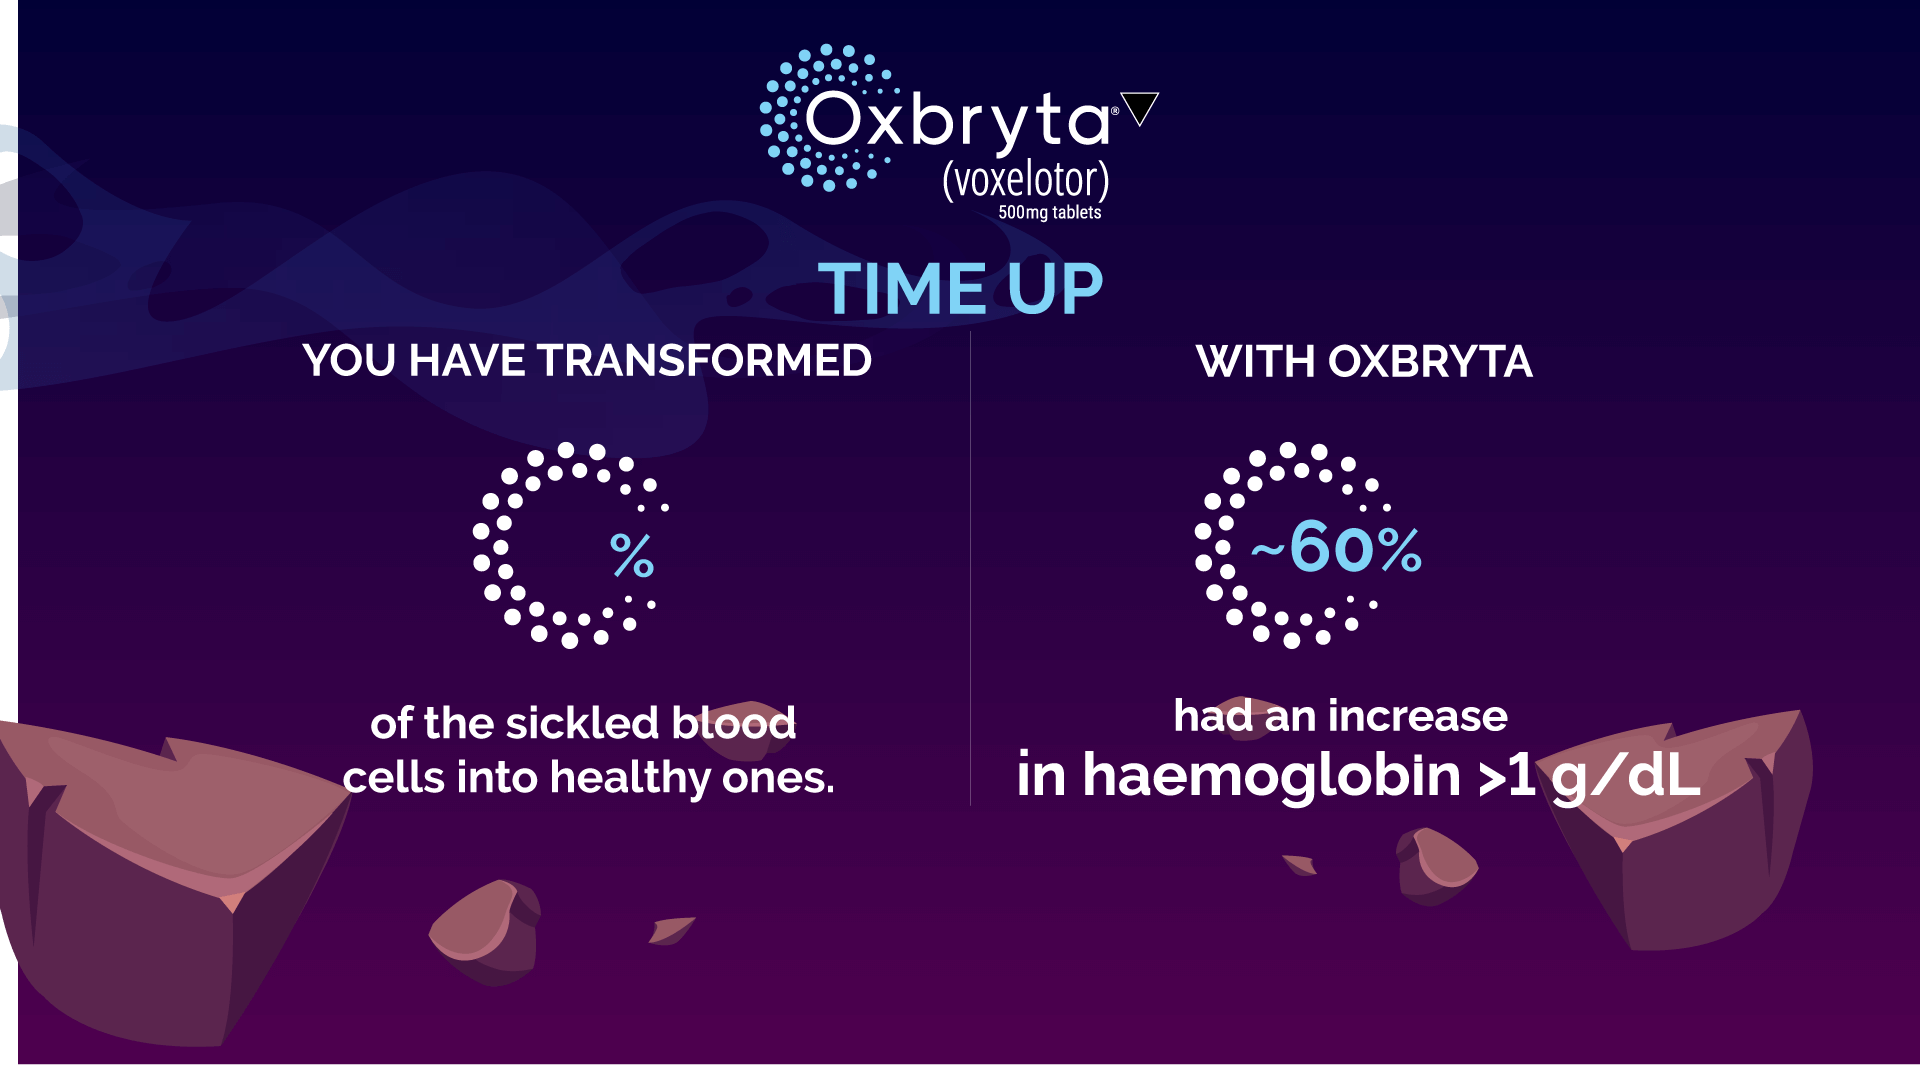 Oxbryta®
(voxelotor)
500mg tablets
TIME UP
YOU HAVE TRANSFORMED
%
of the sickled blood
cells into healthy ones.
WITH OXBRYTA
~60%
had an increase
in haemoglobin >1 g/dL